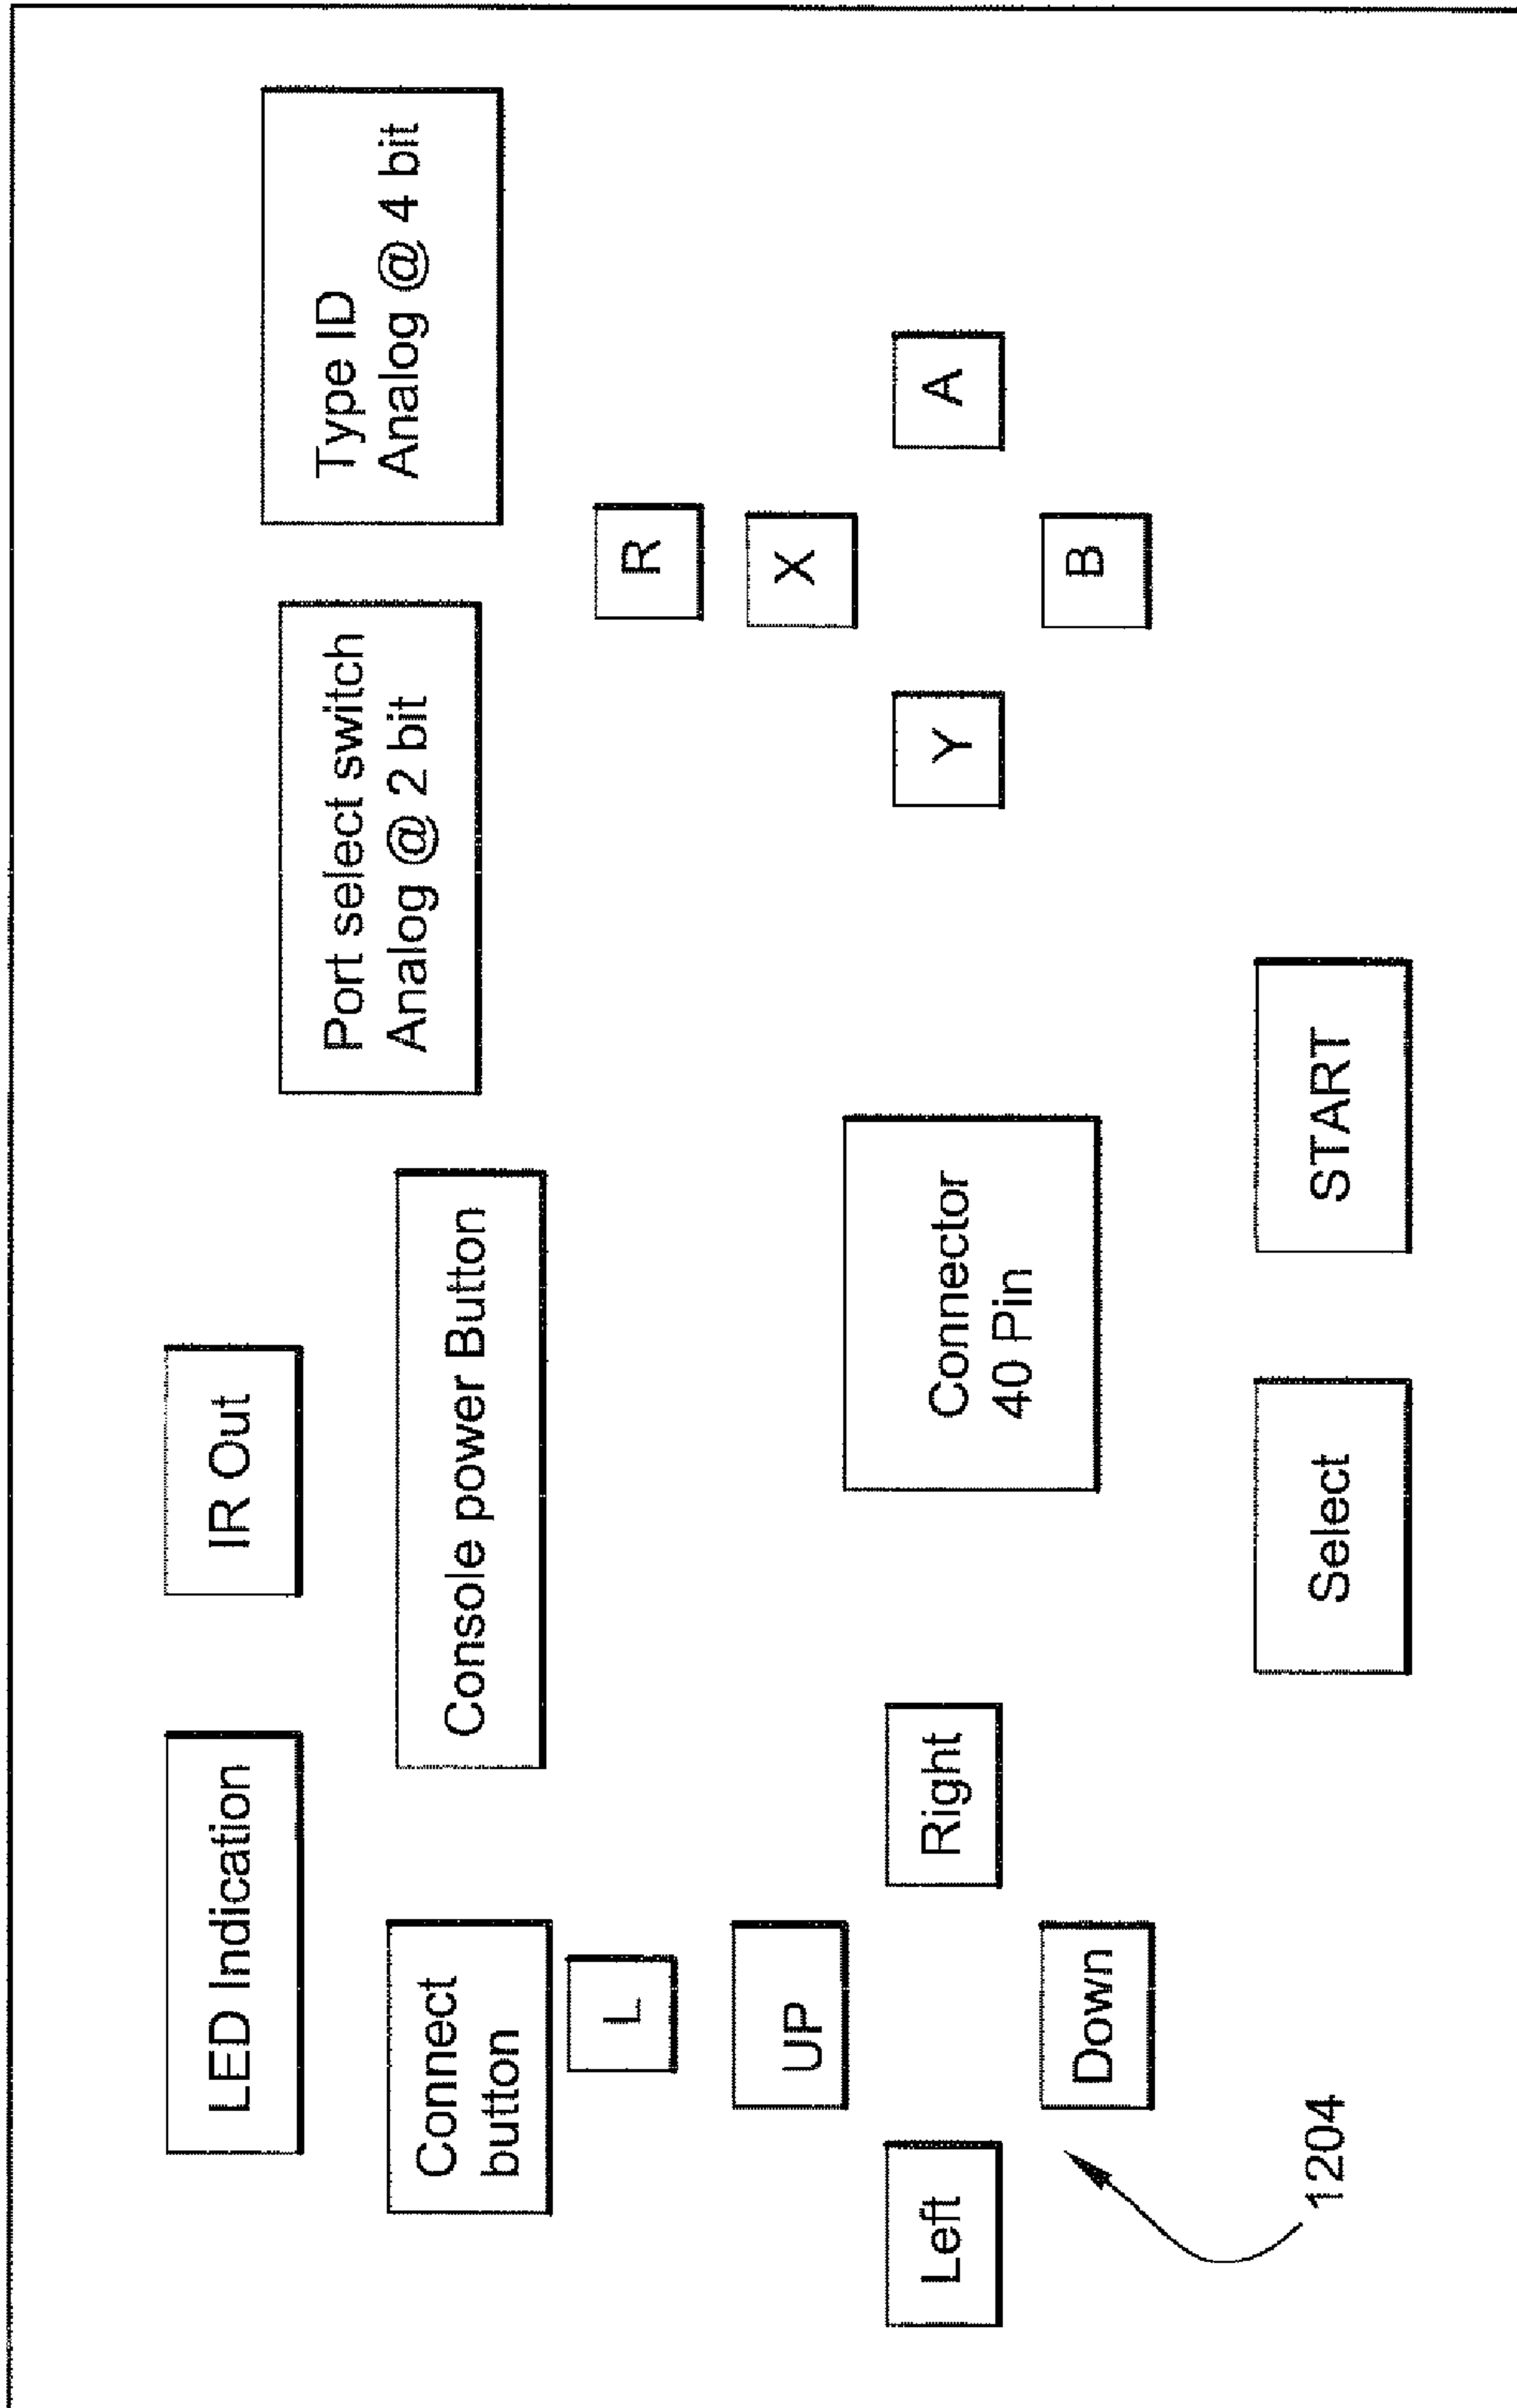 LED Indication
IR Out
Port select switch
Analog @ 2 bit
Type ID
Analog @ 4 bit
Connect
button
Console power Button
L
R
UP
X
Left
Right
Connector
40 Pin
Y
A
Down
B
Select
START
1204